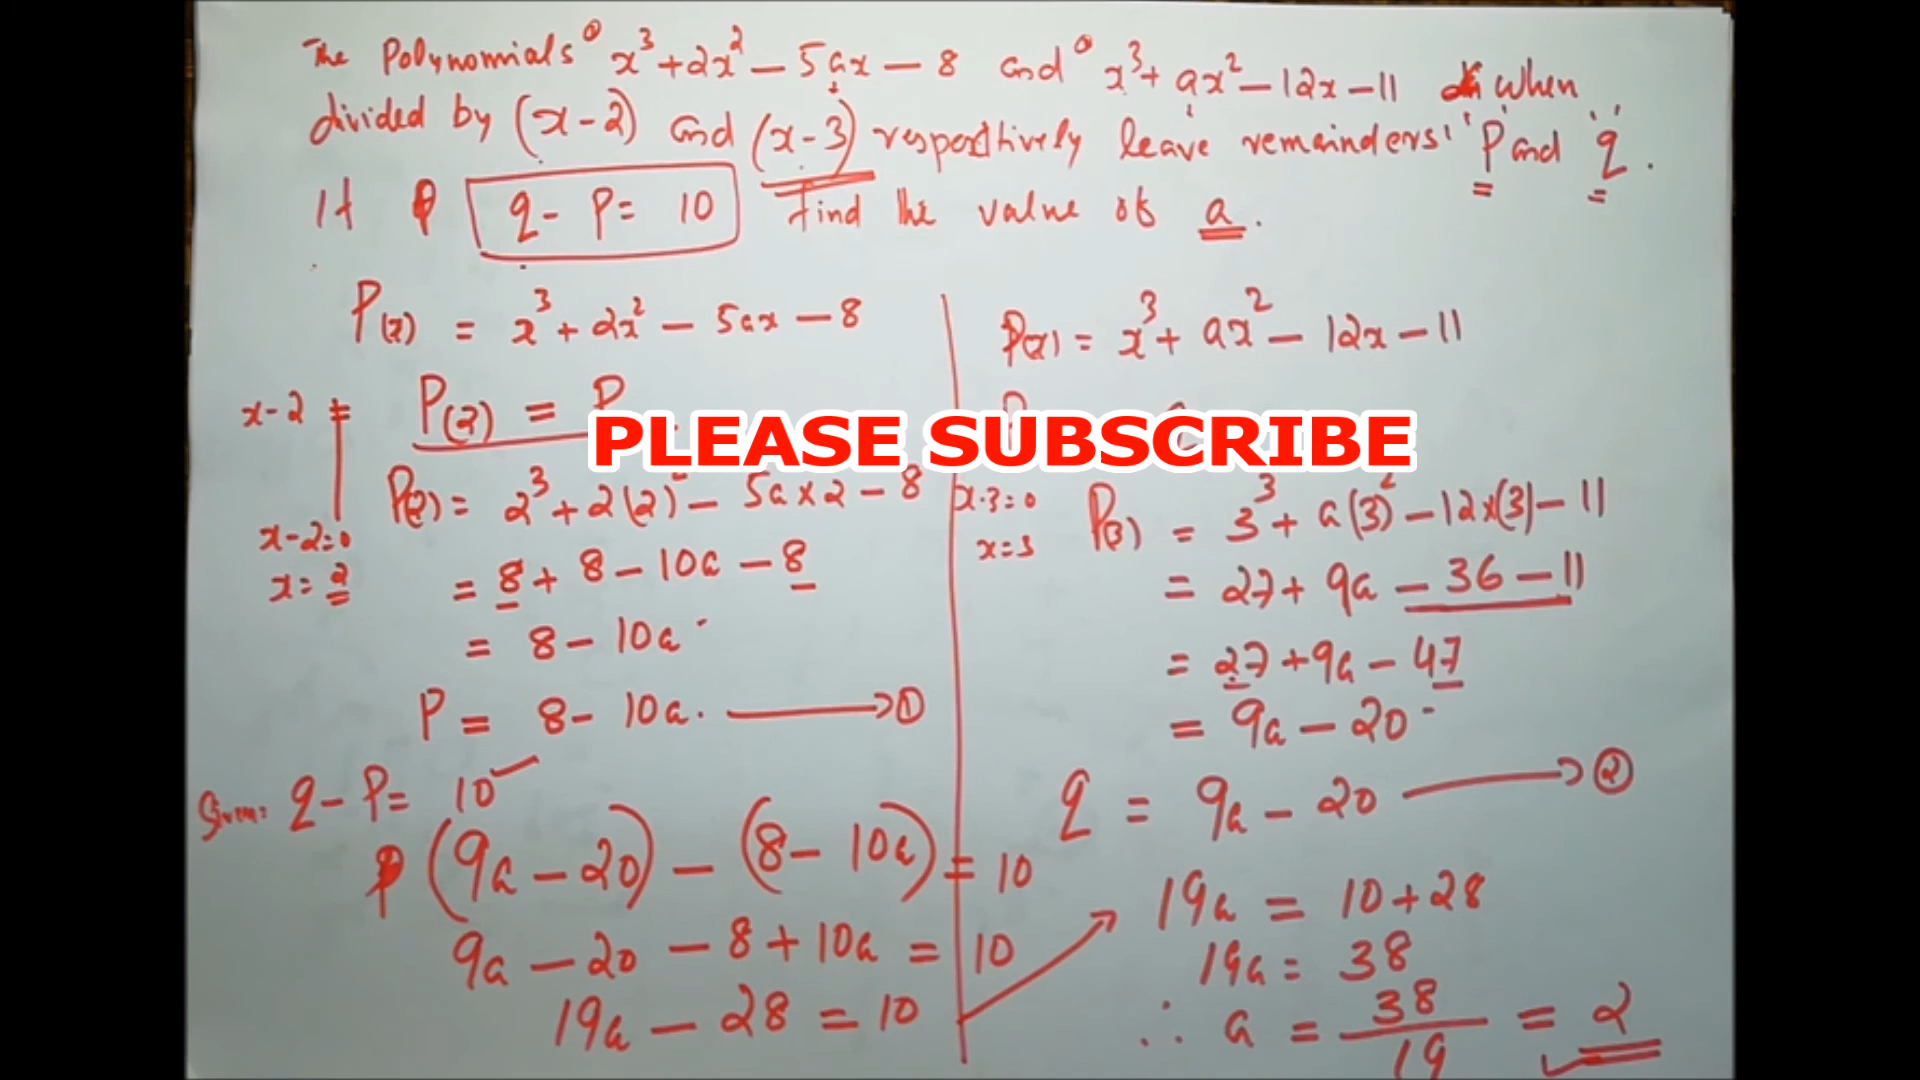 The Polynomials x³+2x²-5ax-8 and x³+ax²-12x-11 when
divided by (x-2) and (x-3) respectively leave remainders "P and q".
If q-P=10 Find the value of a.
P(x) = x³+2x²-5ax-8
x-2
P(2) = P
P(2) = 2³+2(2)²-5a×2-8
x-2=0
x=2
= 8+8-10a-8
= 8-10a
P = 8-10a. → ①
Given: q-P= 10
(9a-20)-(8-10a)=10
9a-20-8+10a=10
19a-28=10
P(x)= x³+ax²-12x-11
PLEASE SUBSCRIBE
x-3=0
x=3
P(3) = 3³+a(3)²-12×(3)-11
= 27+9a-36-11
= 27+9a-47
= 9a-20
q = 9a-20 → ②
19a = 10+28
19a= 38
∴ a = 38/19 = 2